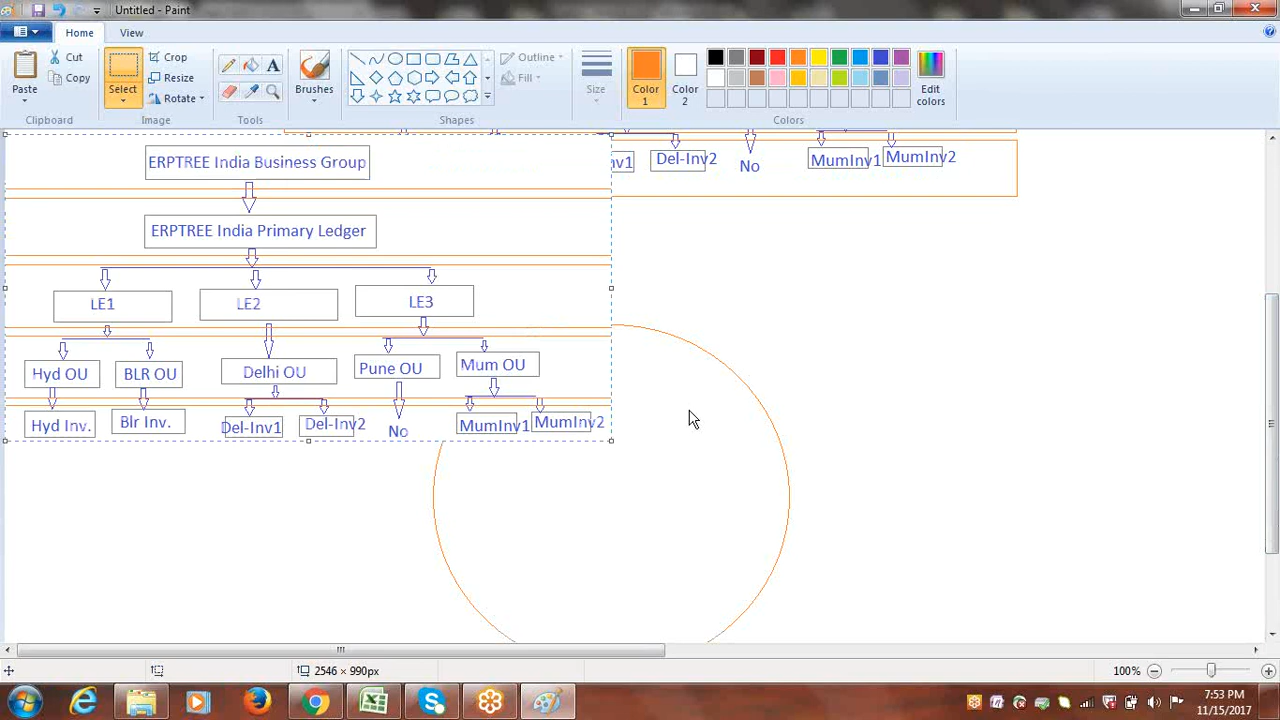 Untitled - Paint
Home
View
Paste
Cut
Copy
Clipboard
Select
Crop
Resize
Rotate
Image
Tools
Brushes
Shapes
Outline
Fill
Size
Color 1
Color 2
Edit colors
Colors
ERPTREE India Business Group
nv1 Del-Inv2 No MumInv1 MumInv2
ERPTREE India Primary Ledger
LE1 LE2 LE3
Hyd OU BLR OU Delhi OU Pune OU Mum OU
Hyd Inv. Blr Inv. Del-Inv1 Del-Inv2 No MumInv1 MumInv2
2546 × 990px
100%
7:53 PM
11/15/2017